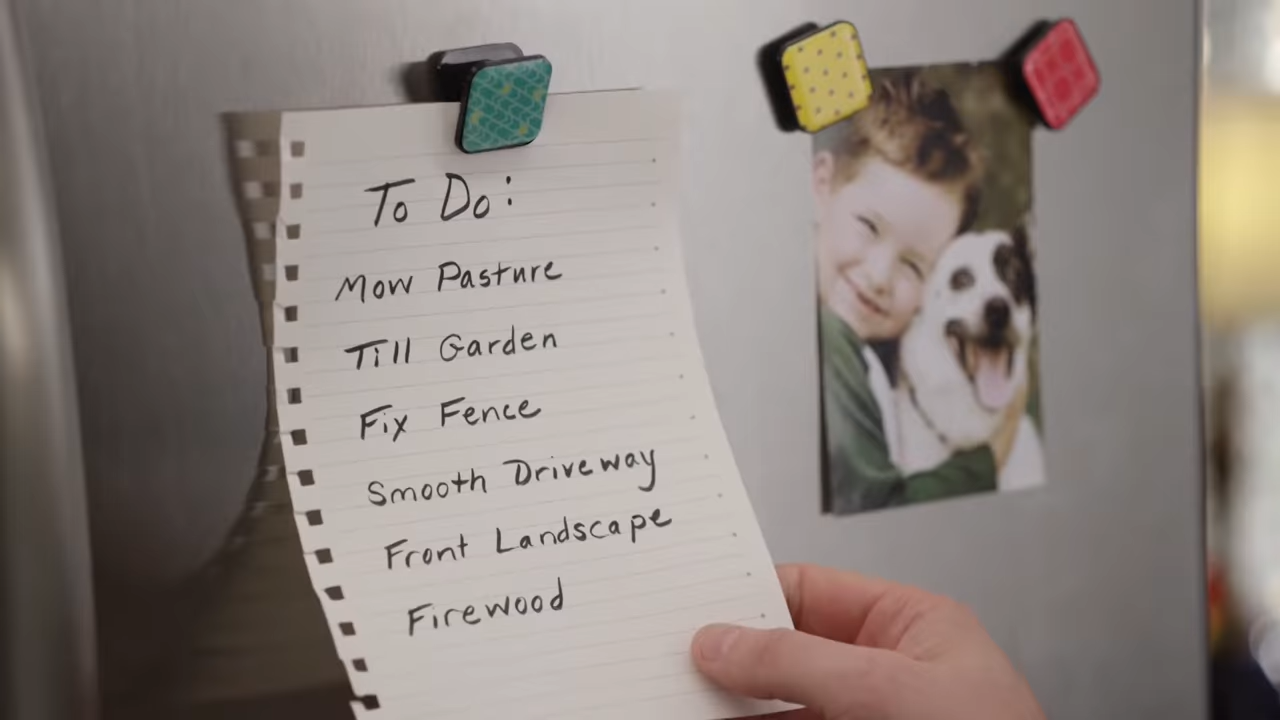 To Do:
Mow Pasture
Till Garden
Fix Fence
Smooth Driveway
Front Landscape
Firewood